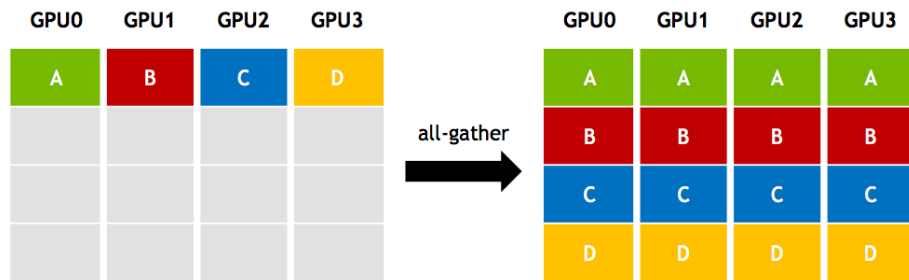 GPU0 GPU1 GPU2 GPU3 GPU0 GPU1 GPU2 GPU3
A B C D A A A A
all-gather B B B B
C C C C
D D D D